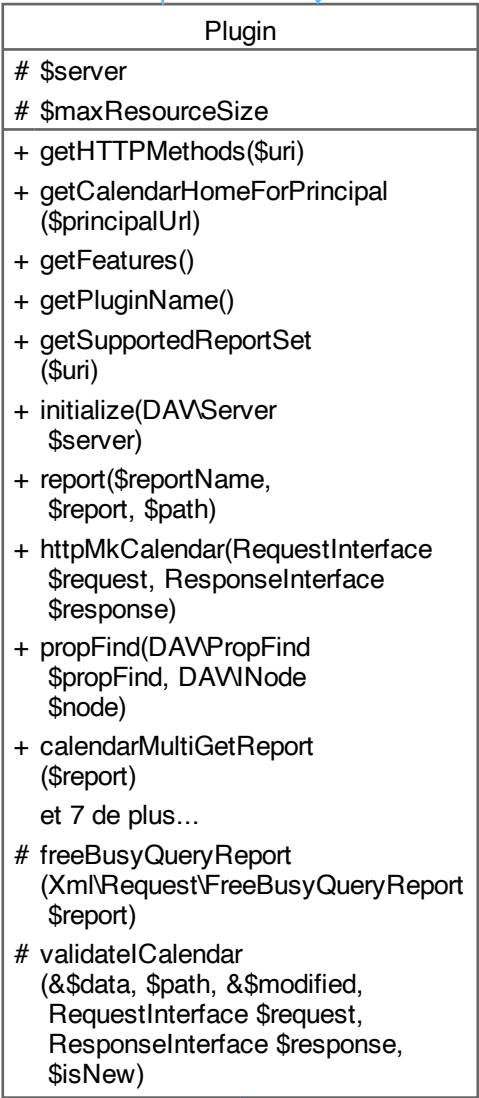 Plugin
# $server
# $maxResourceSize
+ getHTTPMethods($uri)
+ getCalendarHomeForPrincipal
($principalUrl)
+ getFeatures()
+ getPluginName()
+ getSupportedReportSet
($uri)
+ initialize(DAV\Server
$server)
+ report($reportName,
$report, $path)
+ httpMkCalendar(RequestInterface
$request, ResponseInterface
$response)
+ propFind(DAV\PropFind
$propFind, DAV\INode
$node)
+ calendarMultiGetReport
($report)
et 7 de plus...
# freeBusyQueryReport
(Xml\Request\FreeBusyQueryReport
$report)
# validateICalendar
(&$data, $path, &$modified,
RequestInterface $request,
ResponseInterface $response,
$isNew)